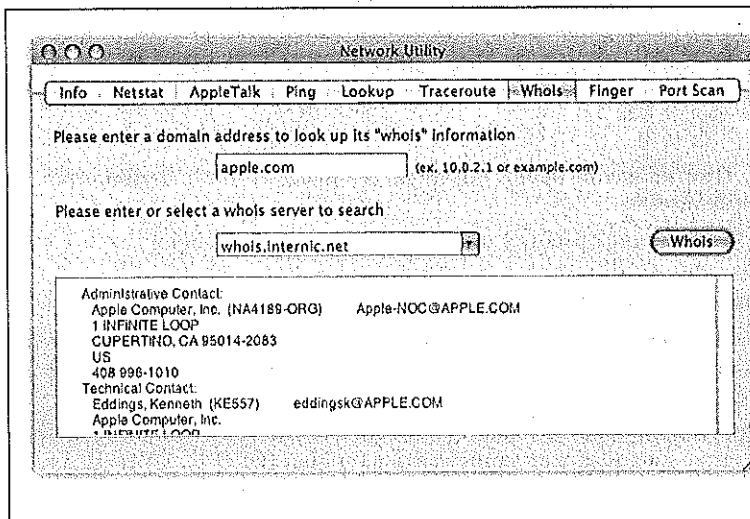 Network Utility
Info Netstat AppleTalk Ping Lookup Traceroute Whois Finger Port Scan
Please enter a domain address to look up its "whois" information
apple.com (ex. 10.0.2.1 or example.com)
Please enter or select a whois server to search
whois.internic.net Whois
Administrative Contact:
Apple Computer, Inc. (NA4189-ORG) Apple-NOC@APPLE.COM
1 INFINITE LOOP
CUPERTINO, CA 95014-2083
US
408 996-1010
Technical Contact:
Eddings, Kenneth (KE557) eddingsk@APPLE.COM
Apple Computer, Inc.
1 INFINITE LOOP